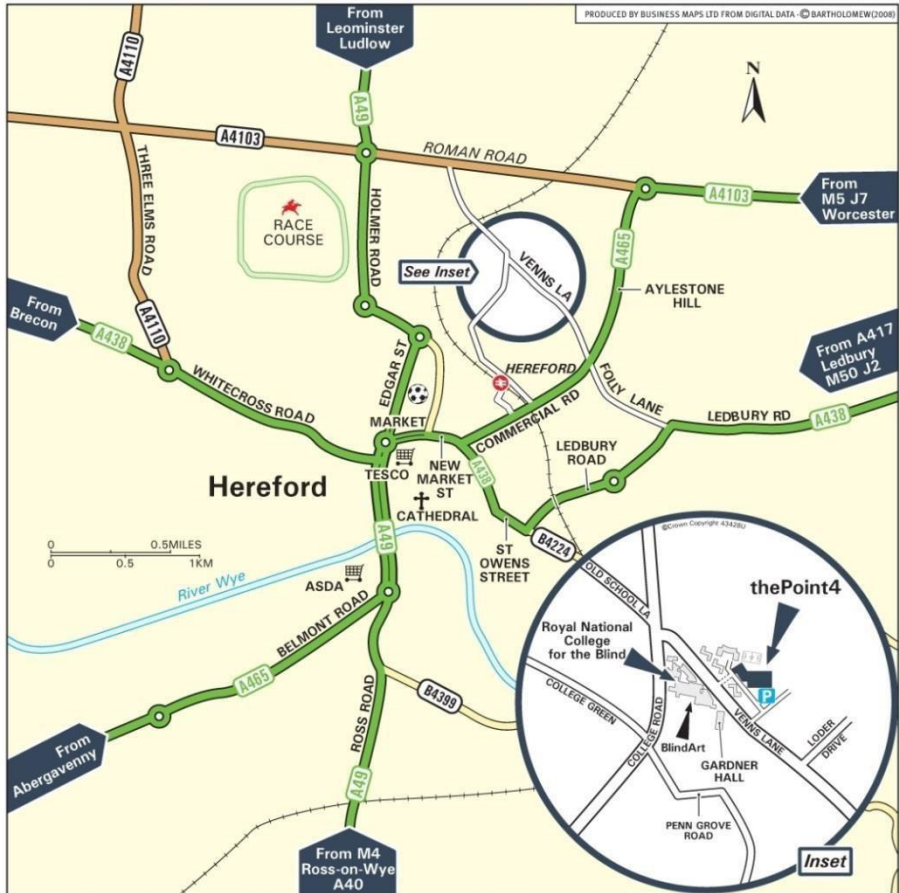 PRODUCED BY BUSINESS MAPS LTD FROM DIGITAL DATA - © BARTHOLOMEW(2008)
From
Leominster
Ludlow
A4110
A49
N
A4103
ROMAN ROAD
A4103
From
M5 J7
Worcester
THREE ELMS ROAD
RACE
COURSE
HOLMER ROAD
See Inset
VENNS LA
A465
AYLESTONE
HILL
From
Brecon
A4110
A438
WHITECROSS ROAD
EDGAR ST
HEREFORD
FOLLY LANE
From A417
Ledbury
M50 J2
MARKET
COMMERCIAL RD
LEDBURY RD
A438
TESCO
NEW
MARKET
ST
A438
LEDBURY
ROAD
Hereford
CATHEDRAL
A49
ST
OWENS
STREET
B4224
©Crown Copyright 43428U
0 0.5MILES
0 0.5 1KM
River Wye
ASDA
OLD SCHOOL LA
thePoint4
BELMONT ROAD
A465
Royal National
College
for the Blind
P
COLLEGE GREEN
COLLEGE ROAD
VENNS LANE
LODER
DRIVE
BlindArt
GARDNER
HALL
B4399
ROSS ROAD
From
Abergavenny
A49
PENN GROVE
ROAD
From M4
Ross-on-Wye
A40
Inset